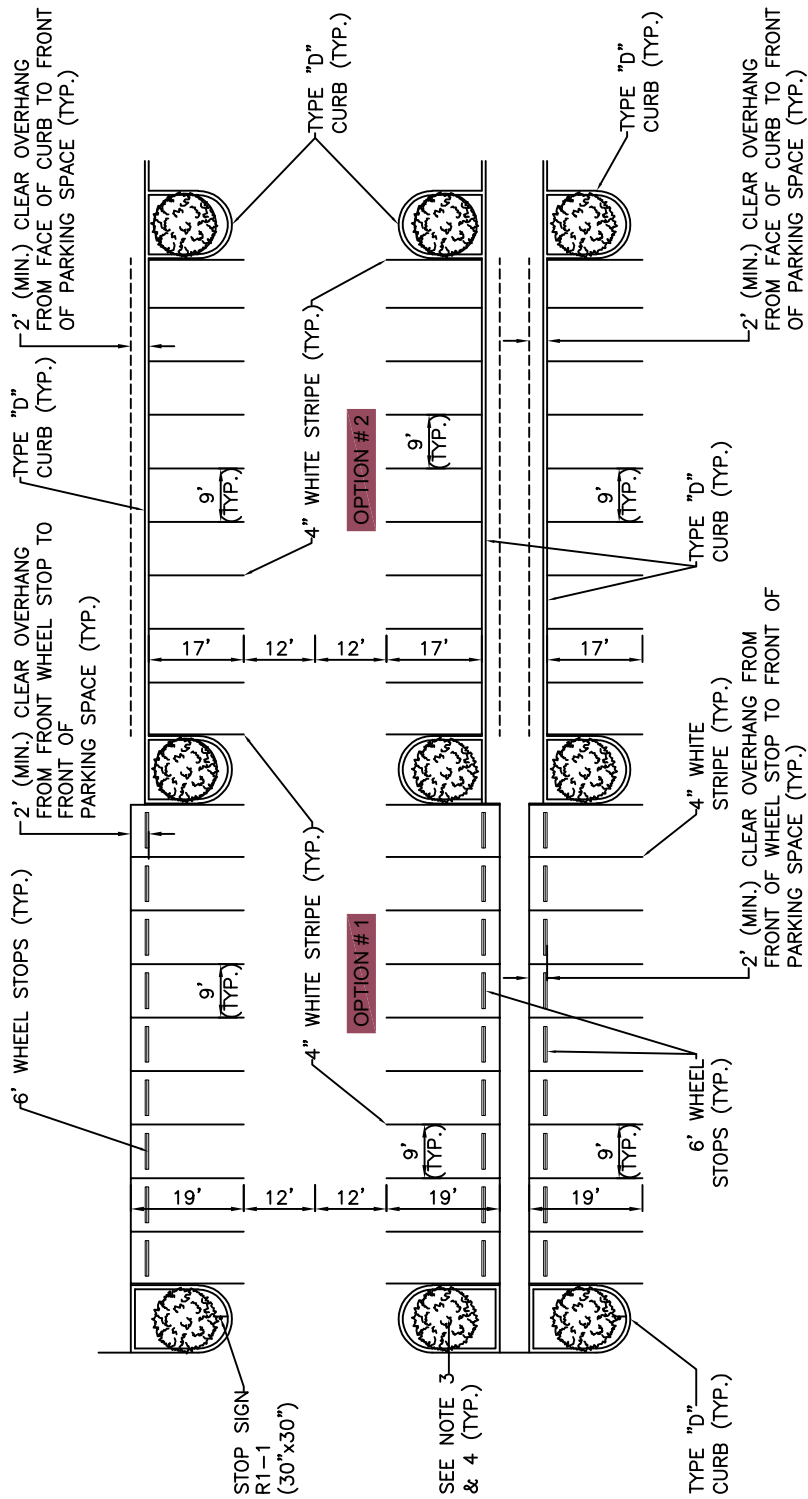 2' (MIN.) CLEAR OVERHANG
FROM FACE OF CURB TO FRONT
OF PARKING SPACE (TYP.)
TYPE "D"
CURB (TYP.)
TYPE "D"
CURB (TYP.)
2' (MIN.) CLEAR OVERHANG
FROM FRONT WHEEL STOP TO
FRONT OF
PARKING SPACE (TYP.)
6' WHEEL STOPS (TYP.)
9'
(TYP.)
9'
(TYP.)
4" WHITE STRIPE (TYP.)
OPTION # 2
9'
(TYP.)
17'
12'
12'
17'
17'
4" WHITE STRIPE (TYP.)
OPTION # 1
9'
(TYP.)
9'
(TYP.)
9'
(TYP.)
19'
12'
12'
19'
19'
STOP SIGN
R1-1
(30"x30")
SEE NOTE 3
& 4 (TYP.)
TYPE "D"
CURB (TYP.)
6' WHEEL
STOPS (TYP.)
2' (MIN.) CLEAR OVERHANG FROM
FRONT OF WHEEL STOP TO FRONT OF
PARKING SPACE (TYP.)
4" WHITE
STRIPE (TYP.)
TYPE "D"
CURB (TYP.)
9'
(TYP.)
2' (MIN.) CLEAR OVERHANG
FROM FACE OF CURB TO FRONT
OF PARKING SPACE (TYP.)
TYPE "D"
CURB (TYP.)